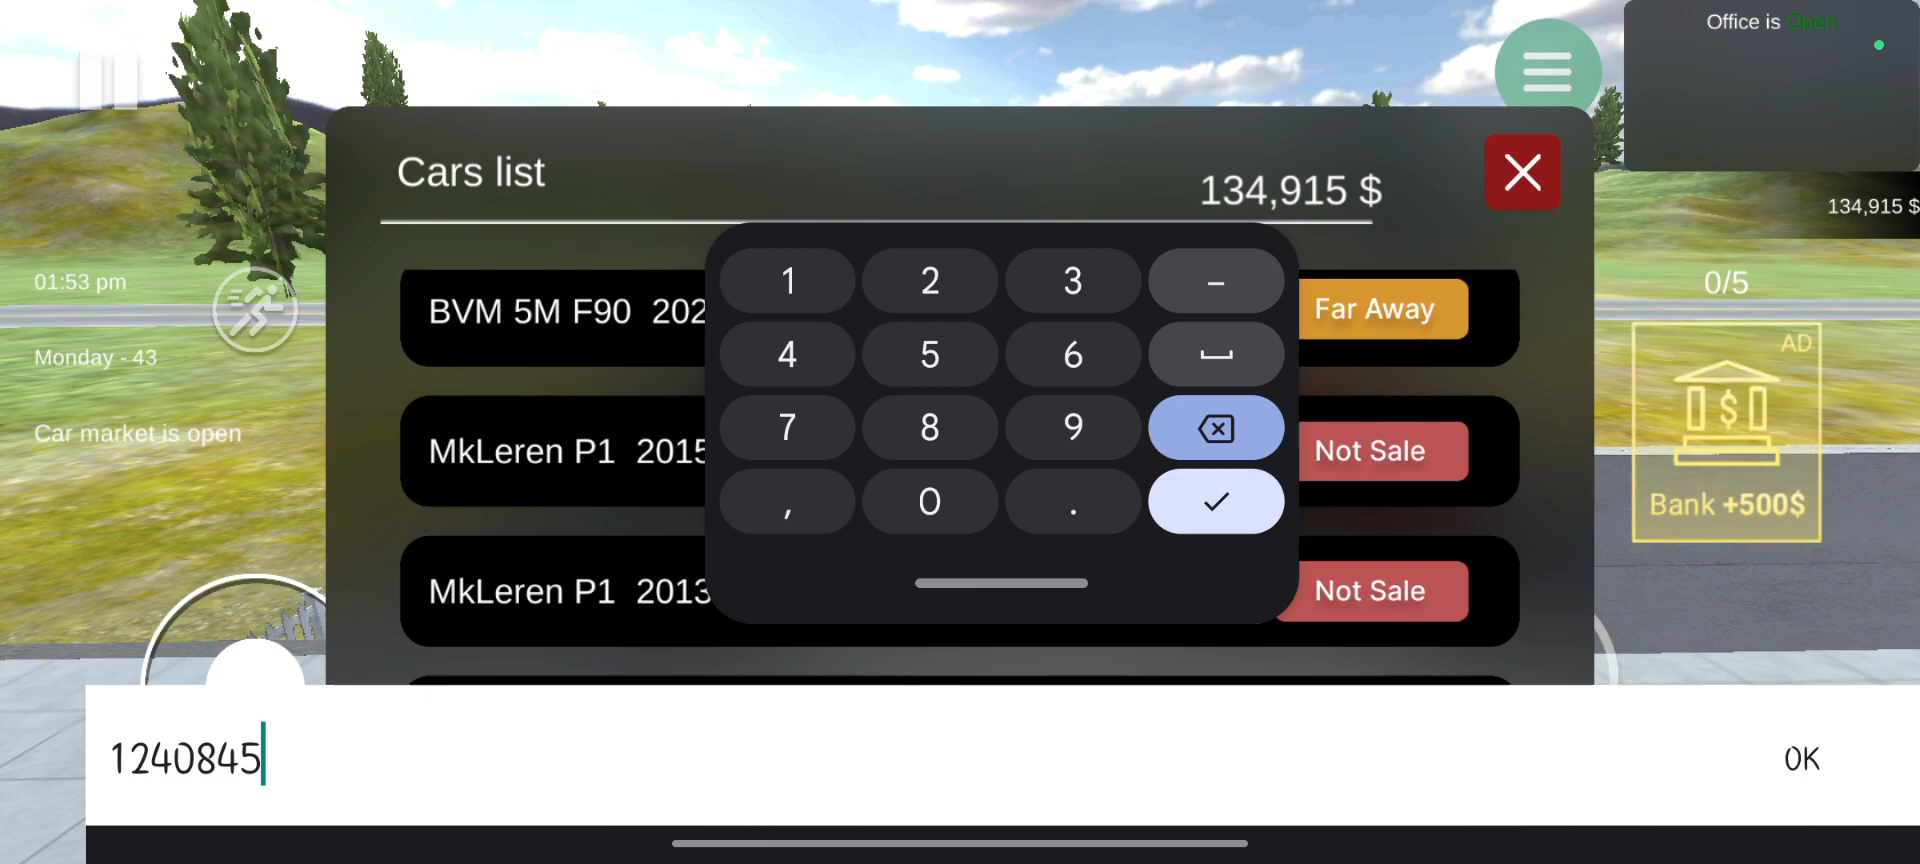 Office is Open
Cars list
134,915 $
134,915 $
01:53 pm
Monday - 43
Car market is open
0/5
AD
$
Bank +500$
BVM 5M F90 202
Far Away
MkLeren P1 2015
Not Sale
MkLeren P1 2013
Not Sale
1 2 3 –
4 5 6
7 8 9
, 0 .
1240845
OK